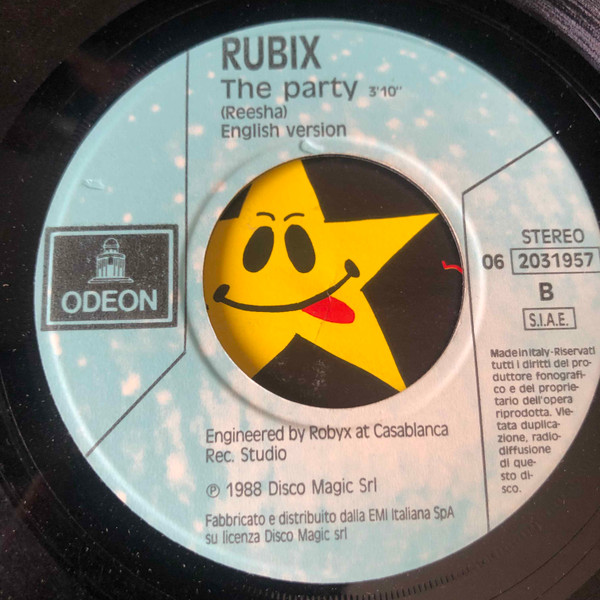 RUBIX
The party 3'10"
(Reesha)
English version
ODEON
STEREO
06 2031957
B
S.I.A.E.
Made in Italy-Riservati
tutti i diritti del pro-
duttore fonografi-
co e del proprie-
tario dell'opera
riprodotta. Vie-
tata duplica-
zione, radio-
diffusione
di que-
sto di-
sco.
Engineered by Robyx at Casablanca
Rec. Studio
℗ 1988 Disco Magic Srl
Fabbricato e distribuito dalla EMI Italiana SpA
su licenza Disco Magic srl